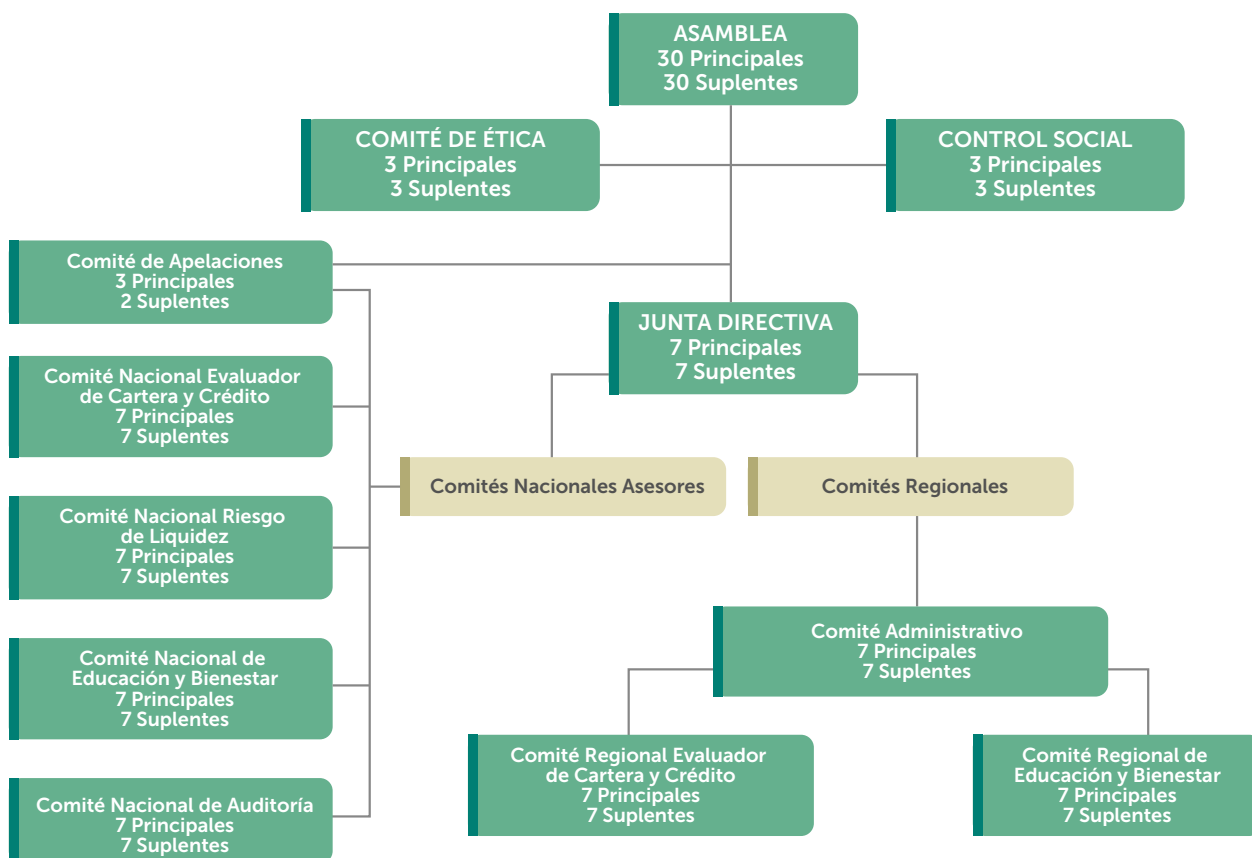 ASAMBLEA
30 Principales
30 Suplentes
COMITÉ DE ÉTICA
3 Principales
3 Suplentes
CONTROL SOCIAL
3 Principales
3 Suplentes
Comité de Apelaciones
3 Principales
2 Suplentes
JUNTA DIRECTIVA
7 Principales
7 Suplentes
Comité Nacional Evaluador
de Cartera y Crédito
7 Principales
7 Suplentes
Comités Nacionales Asesores
Comités Regionales
Comité Nacional Riesgo
de Liquidez
7 Principales
7 Suplentes
Comité Administrativo
7 Principales
7 Suplentes
Comité Nacional de
Educación y Bienestar
7 Principales
7 Suplentes
Comité Regional Evaluador
de Cartera y Crédito
7 Principales
7 Suplentes
Comité Regional de
Educación y Bienestar
7 Principales
7 Suplentes
Comité Nacional de Auditoría
7 Principales
7 Suplentes